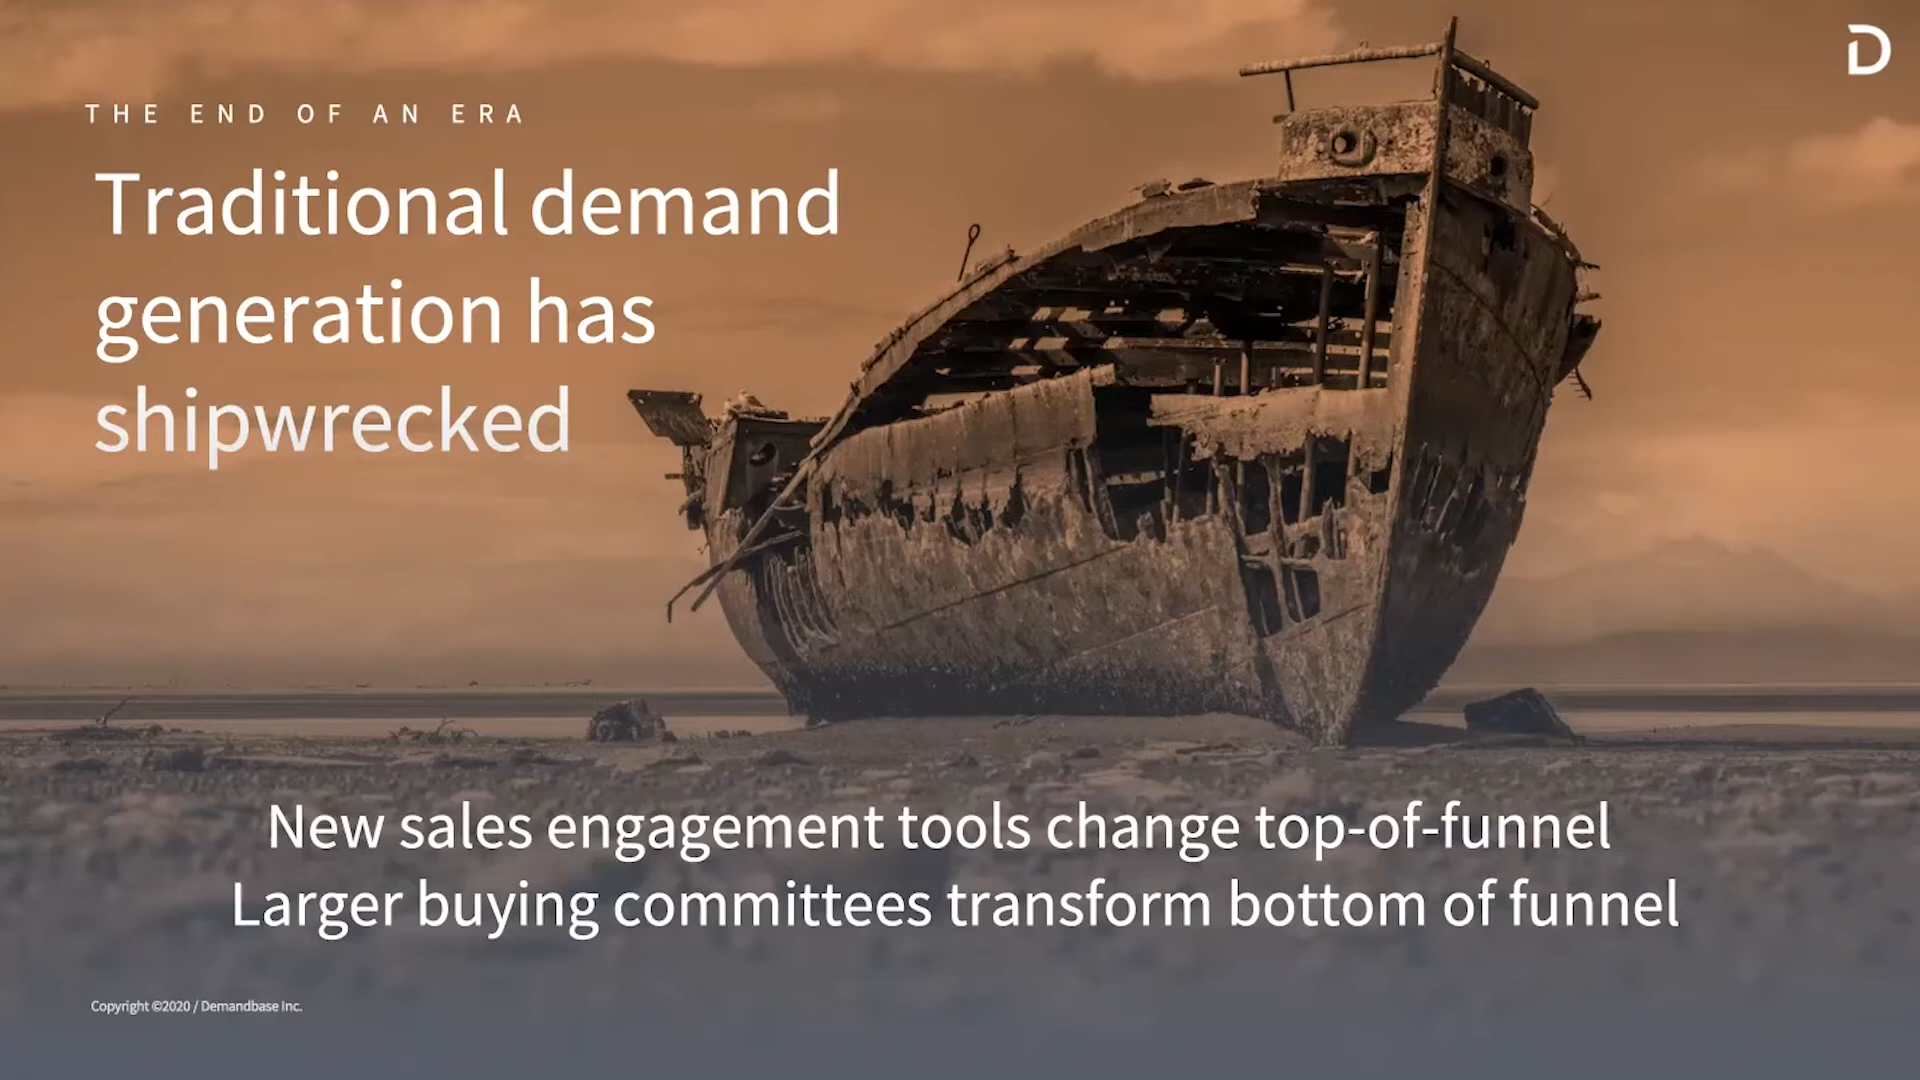 THE END OF AN ERA
Traditional demand
generation has
shipwrecked
New sales engagement tools change top-of-funnel
Larger buying committees transform bottom of funnel
Copyright ©2020 / Demandbase Inc.